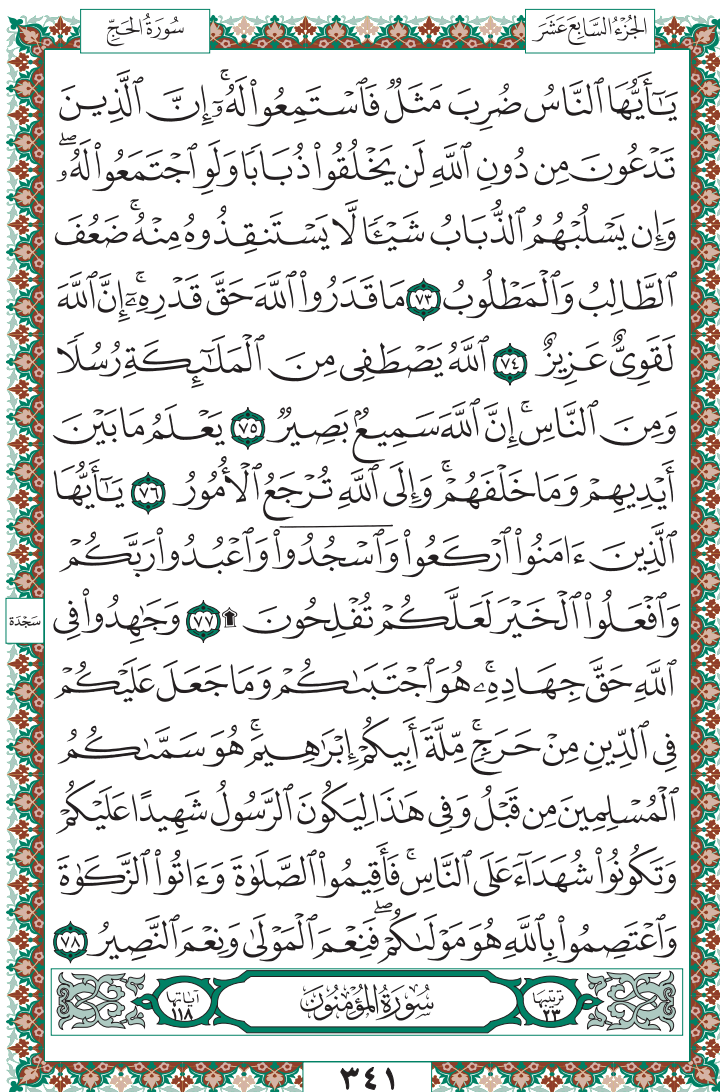 الجُزْءُ السَّابِعَ عَشَرَ
سُورَةُ الحَجِّ
يَٰٓأَيُّهَا ٱلنَّاسُ ضُرِبَ مَثَلٌ فَٱسْتَمِعُوا۟ لَهُۥٓ ۚ إِنَّ ٱلَّذِينَ
تَدْعُونَ مِن دُونِ ٱللَّهِ لَن يَخْلُقُوا۟ ذُبَابًا وَلَوِ ٱجْتَمَعُوا۟ لَهُۥ ۖ
وَإِن يَسْلُبْهُمُ ٱلذُّبَابُ شَيْـًٔا لَّا يَسْتَنقِذُوهُ مِنْهُ ۚ ضَعُفَ
ٱلطَّالِبُ وَٱلْمَطْلُوبُ ٧٣ مَا قَدَرُوا۟ ٱللَّهَ حَقَّ قَدْرِهِۦٓ ۚ إِنَّ ٱللَّهَ
لَقَوِىٌّ عَزِيزٌ ٧٤ ٱللَّهُ يَصْطَفِى مِنَ ٱلْمَلَٰٓئِكَةِ رُسُلًا
وَمِنَ ٱلنَّاسِ ۚ إِنَّ ٱللَّهَ سَمِيعٌۢ بَصِيرٌ ٧٥ يَعْلَمُ مَا بَيْنَ
أَيْدِيهِمْ وَمَا خَلْفَهُمْ ۚ وَإِلَى ٱللَّهِ تُرْجَعُ ٱلْأُمُورُ ٧٦ يَٰٓأَيُّهَا
ٱلَّذِينَ ءَامَنُوا۟ ٱرْكَعُوا۟ وَٱسْجُدُوا۟ وَٱعْبُدُوا۟ رَبَّكُمْ
وَٱفْعَلُوا۟ ٱلْخَيْرَ لَعَلَّكُمْ تُفْلِحُونَ ۩ ٧٧ وَجَٰهِدُوا۟ فِى
سَجْدَة
ٱللَّهِ حَقَّ جِهَادِهِۦ ۚ هُوَ ٱجْتَبَىٰكُمْ وَمَا جَعَلَ عَلَيْكُمْ
فِى ٱلدِّينِ مِنْ حَرَجٍ ۚ مِّلَّةَ أَبِيكُمْ إِبْرَٰهِيمَ ۚ هُوَ سَمَّىٰكُمُ
ٱلْمُسْلِمِينَ مِن قَبْلُ وَفِى هَٰذَا لِيَكُونَ ٱلرَّسُولُ شَهِيدًا عَلَيْكُمْ
وَتَكُونُوا۟ شُهَدَآءَ عَلَى ٱلنَّاسِ ۚ فَأَقِيمُوا۟ ٱلصَّلَوٰةَ وَءَاتُوا۟ ٱلزَّكَوٰةَ
وَٱعْتَصِمُوا۟ بِٱللَّهِ هُوَ مَوْلَىٰكُمْ ۖ فَنِعْمَ ٱلْمَوْلَىٰ وَنِعْمَ ٱلنَّصِيرُ ٧٨
ترتيبها ٢٣ سُورَةُ المُؤْمِنُونَ آياتها ١١٨
٣٤١